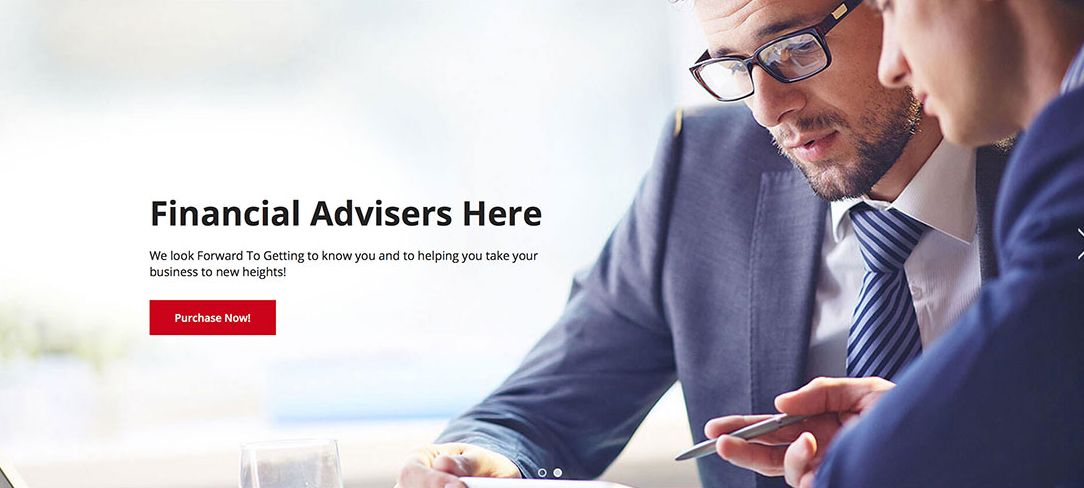 Financial Advisers Here
We look Forward To Getting to know you and to helping you take your
business to new heights!
Purchase Now!